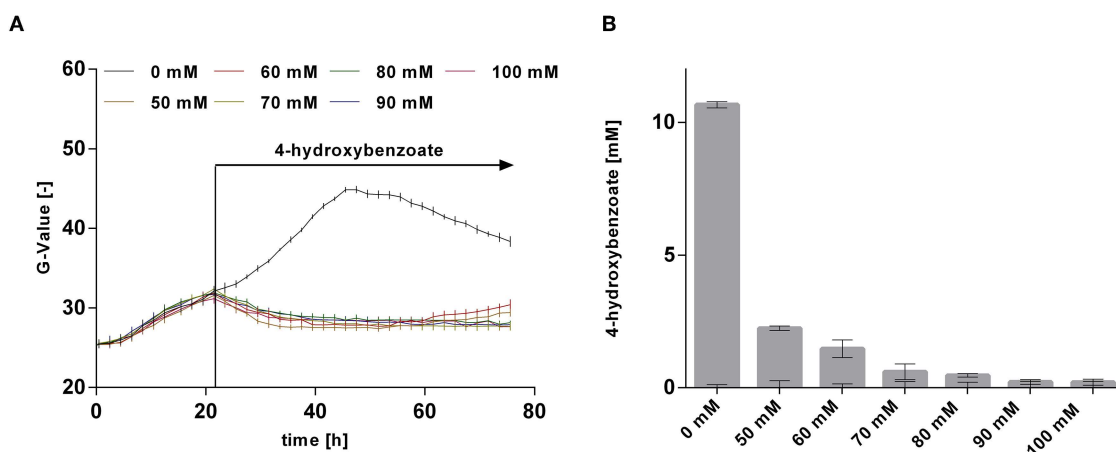 A
60
50
40
30
20
G-Value [-]
0 mM 60 mM 80 mM 100 mM
50 mM 70 mM 90 mM
4-hydroxybenzoate
0 20 40 60 80
time [h]
B
10
5
0
4-hydroxybenzoate [mM]
0 mM 50 mM 60 mM 70 mM 80 mM 90 mM 100 mM